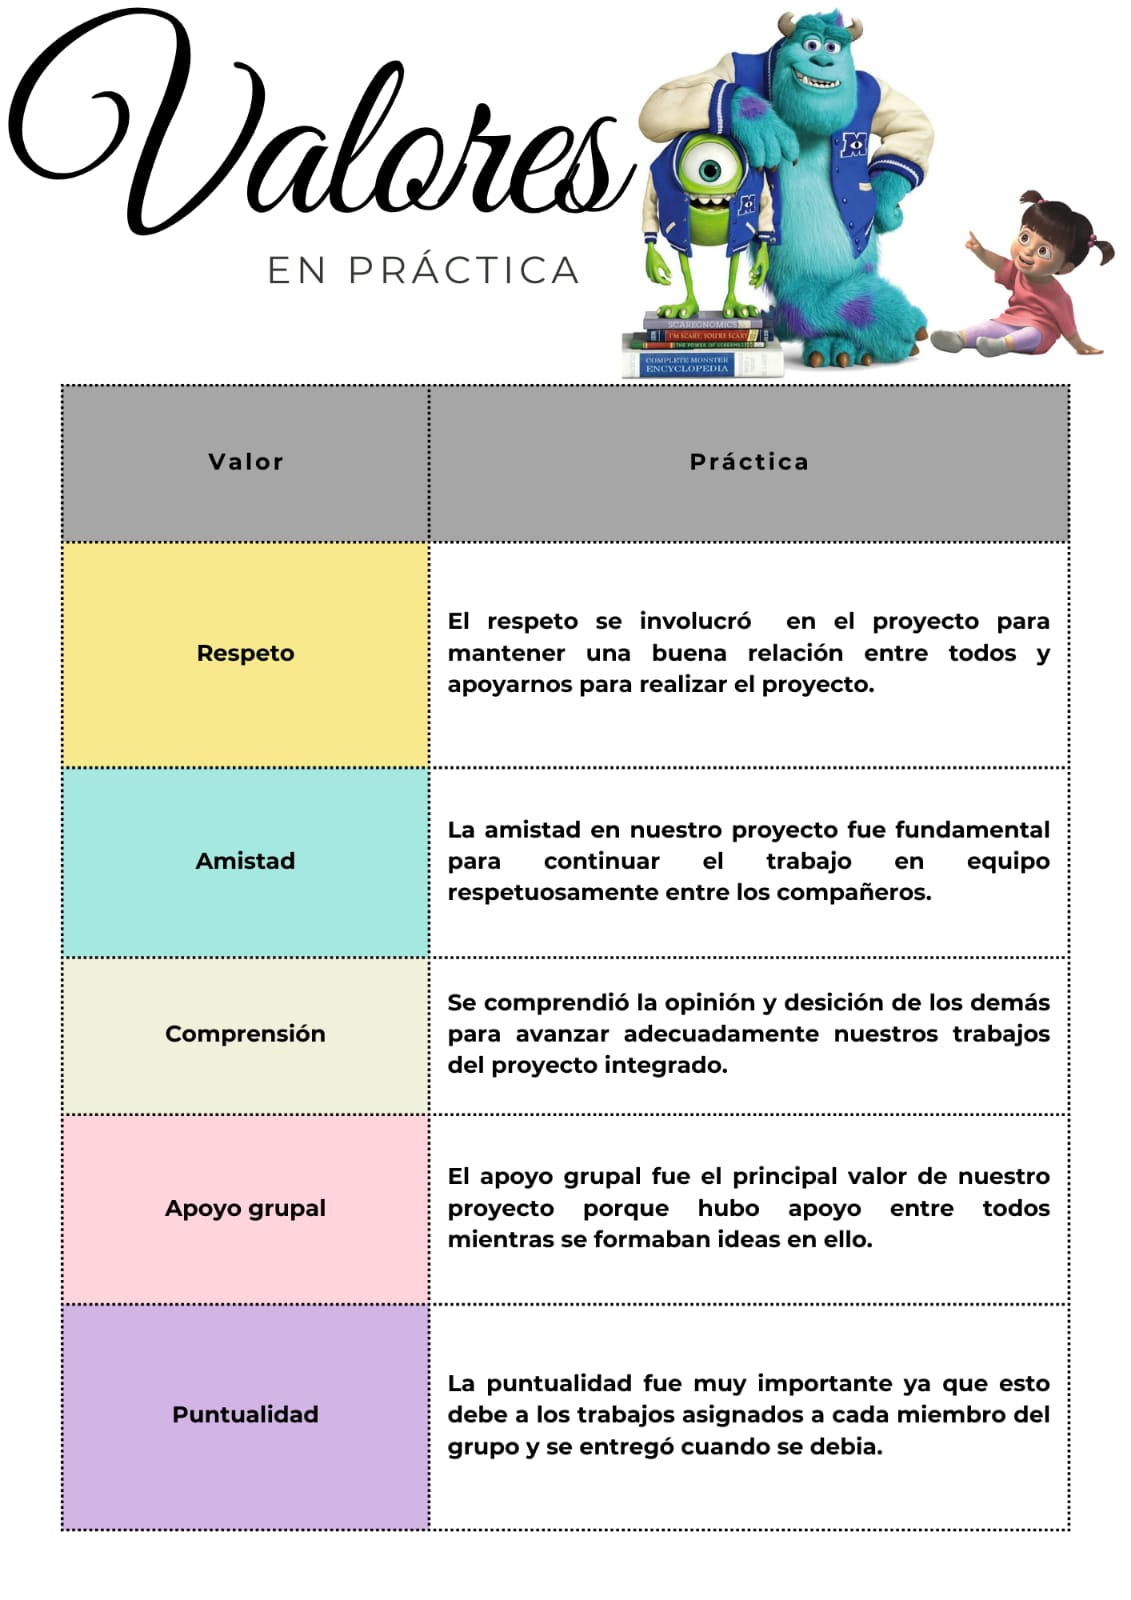 Valores
EN PRÁCTICA
SCAREONOMICS
I'M SCARY, YOU'RE SCARY
THE POWER OF SCREAMING
COMPLETE MONSTER
ENCYCLOPEDIA
Valor Práctica
Respeto
El respeto se involucró en el proyecto para
mantener una buena relación entre todos y
apoyarnos para realizar el proyecto.
Amistad
La amistad en nuestro proyecto fue fundamental
para continuar el trabajo en equipo
respetuosamente entre los compañeros.
Comprensión
Se comprendió la opinión y desición de los demás
para avanzar adecuadamente nuestros trabajos
del proyecto integrado.
Apoyo grupal
El apoyo grupal fue el principal valor de nuestro
proyecto porque hubo apoyo entre todos
mientras se formaban ideas en ello.
Puntualidad
La puntualidad fue muy importante ya que esto
debe a los trabajos asignados a cada miembro del
grupo y se entregó cuando se debia.